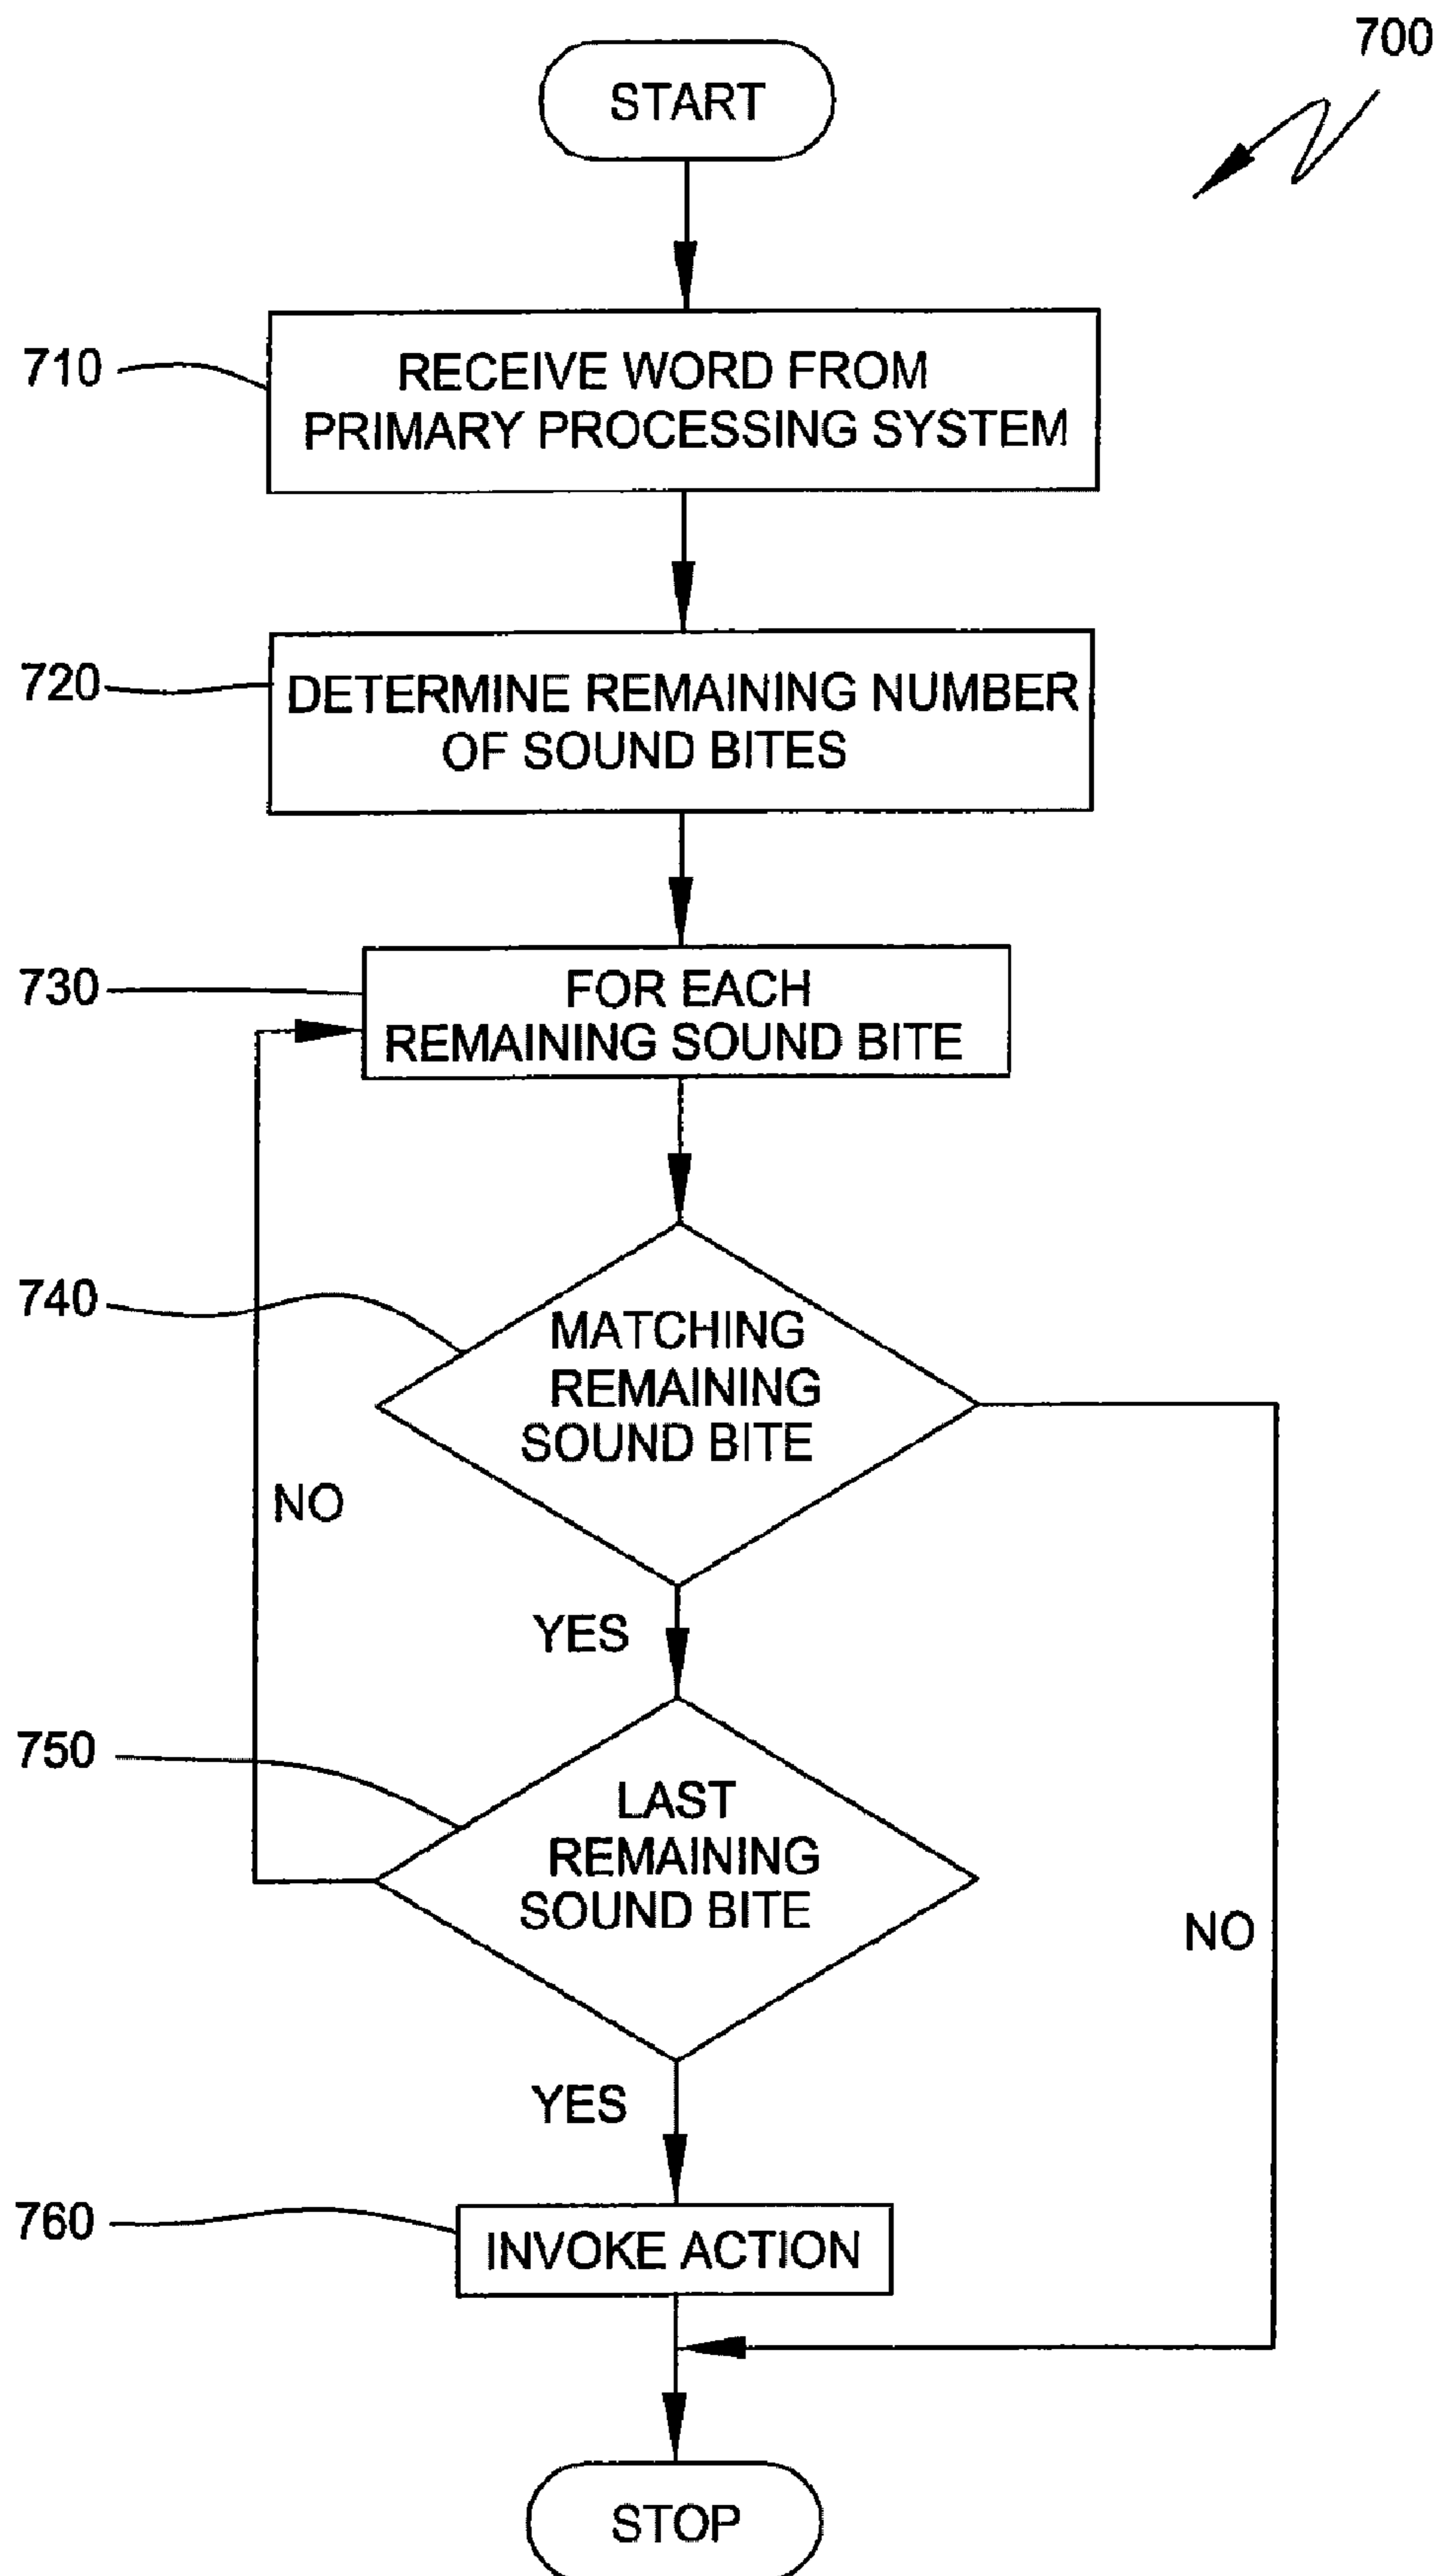 700
START
710
RECEIVE WORD FROM
PRIMARY PROCESSING SYSTEM
720
DETERMINE REMAINING NUMBER
OF SOUND BITES
730
FOR EACH
REMAINING SOUND BITE
740
MATCHING
REMAINING
SOUND BITE
NO
YES
750
LAST
REMAINING
SOUND BITE
NO
YES
760
INVOKE ACTION
STOP